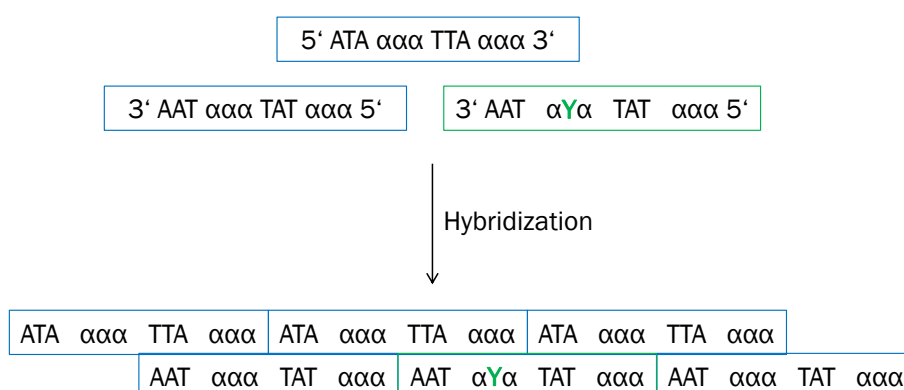 5‘ ATA ααα TTA ααα 3‘
3‘ AAT ααα TAT ααα 5‘ 3‘ AAT αYα TAT ααα 5‘
Hybridization
ATA ααα TTA ααα ATA ααα TTA ααα ATA ααα TTA ααα
AAT ααα TAT ααα AAT αYα TAT ααα AAT ααα TAT ααα